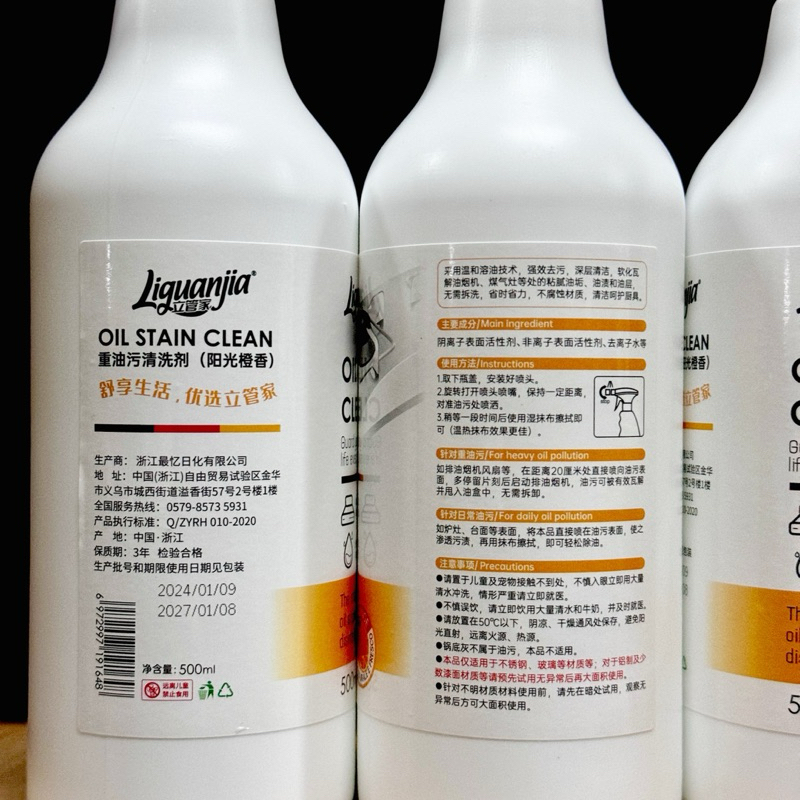 Liguanjia®
立管家
OIL STAIN CLEAN
重油污清洗剂（阳光橙香）
舒享生活，优选立管家
生产商：浙江最忆日化有限公司
地 址：中国(浙江)自由贸易试验区金华
市义乌市城西街道溢香街57号2号楼1楼
全国服务热线：0579-8573 5931
产品执行标准：Q/ZYRH 010-2020
产 地：中国·浙江
保质期：3年 检验合格
生产批号和期限使用日期见包装
2024/01/09
2027/01/08
6 972997 191648
净含量：500ml
远离儿童
禁止食用
采用温和溶油技术，强效去污，深层清洁，软化瓦
解油烟机、煤气灶等处的粘腻油垢、油渍和油层，
无需拆洗，省时省力，不腐蚀材质，清洁呵护厨具。
主要成分/Main ingredient
阴离子表面活性剂、非离子表面活性剂、去离子水等
使用方法/Instructions
1.取下瓶盖，安装好喷头。
2.旋转打开喷头喷嘴，保持一定距离，
对准油污处喷洒。
3.稍等一段时间后使用湿抹布擦拭即
可（温热抹布效果更佳）。
针对重油污/For heavy oil pollution
如排油烟机风扇等，在距离20厘米处直接喷向油污表
面，多停留片刻后启动排油烟机，油污可被有效瓦解
并甩入油盒中，无需拆卸。
针对日常油污/For daily oil pollution
如炉灶、台面等表面，将本品直接喷在油污表面，使之
渗透污渍，再用抹布擦拭，即可轻松除油。
注意事项/Precautions
●请置于儿童及宠物接触不到处，不慎入眼立即用大量
清水冲洗，情形严重请立即就医。
●不慎误饮，请立即饮用大量清水和牛奶，并及时就医。
●请放置在50℃以下，阴凉、干燥通风处保存，避免阳
光直射，远离火源、热源。
●锅底灰不属于油污，本品不适用。
●本品仅适用于不锈钢、玻璃等材质等；对于铝制及少
数漆面材质等请预先试用无异常后再大面积使用。
●针对不明材质材料使用前，请先在暗处试用，观察无
异常后方可大面积使用。